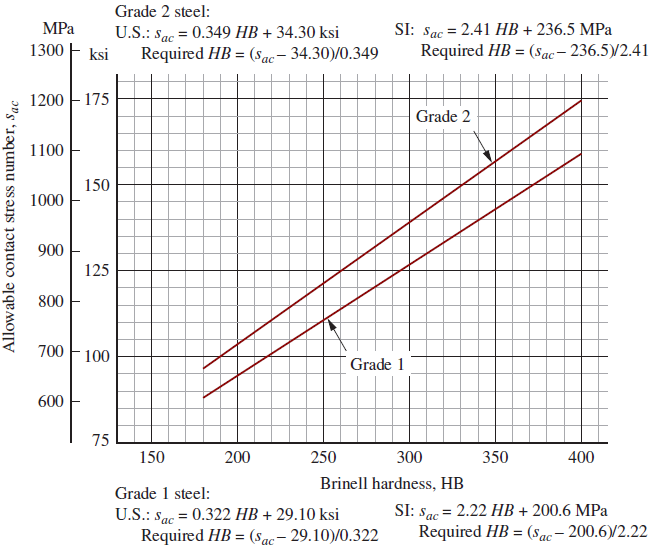 Grade 2 steel:
U.S.: sac = 0.349 HB + 34.30 ksi
Required HB = (sac – 34.30)/0.349
SI: sac = 2.41 HB + 236.5 MPa
Required HB = (sac – 236.5)/2.41
MPa
ksi
1300
1200
1100
1000
900
800
700
600
175
150
125
100
75
Allowable contact stress number, sac
Grade 2
Grade 1
150 200 250 300 350 400
Brinell hardness, HB
Grade 1 steel:
U.S.: sac = 0.322 HB + 29.10 ksi
Required HB = (sac – 29.10)/0.322
SI: sac = 2.22 HB + 200.6 MPa
Required HB = (sac – 200.6)/2.22